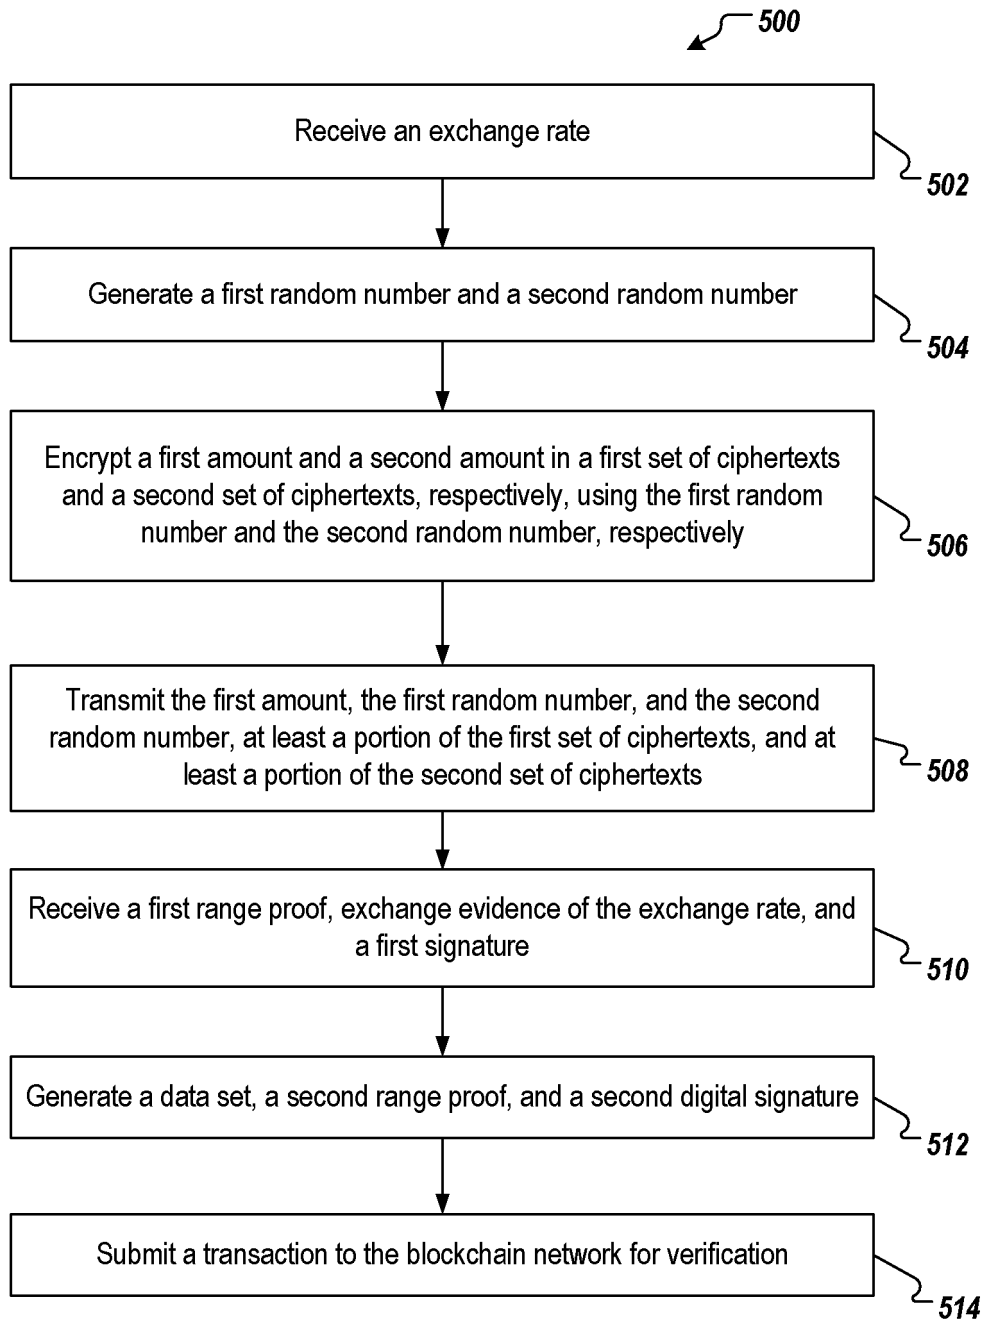 500
Receive an exchange rate
502
Generate a first random number and a second random number
504
Encrypt a first amount and a second amount in a first set of ciphertexts
and a second set of ciphertexts, respectively, using the first random
number and the second random number, respectively
506
Transmit the first amount, the first random number, and the second
random number, at least a portion of the first set of ciphertexts, and at
least a portion of the second set of ciphertexts
508
Receive a first range proof, exchange evidence of the exchange rate, and
a first signature
510
Generate a data set, a second range proof, and a second digital signature
512
Submit a transaction to the blockchain network for verification
514